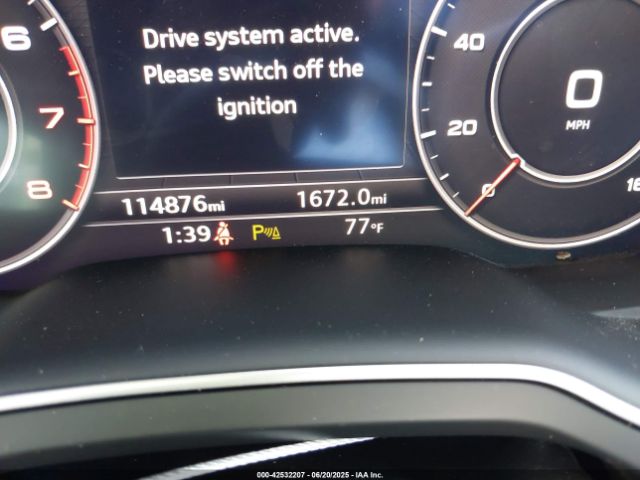 Drive system active.
Please switch off the
ignition
6
7
8
40
20
0
0
MPH
114876mi
1672.0mi
1:39
P
77°F
000-42532207 - 06/20/2025 - IAA Inc.